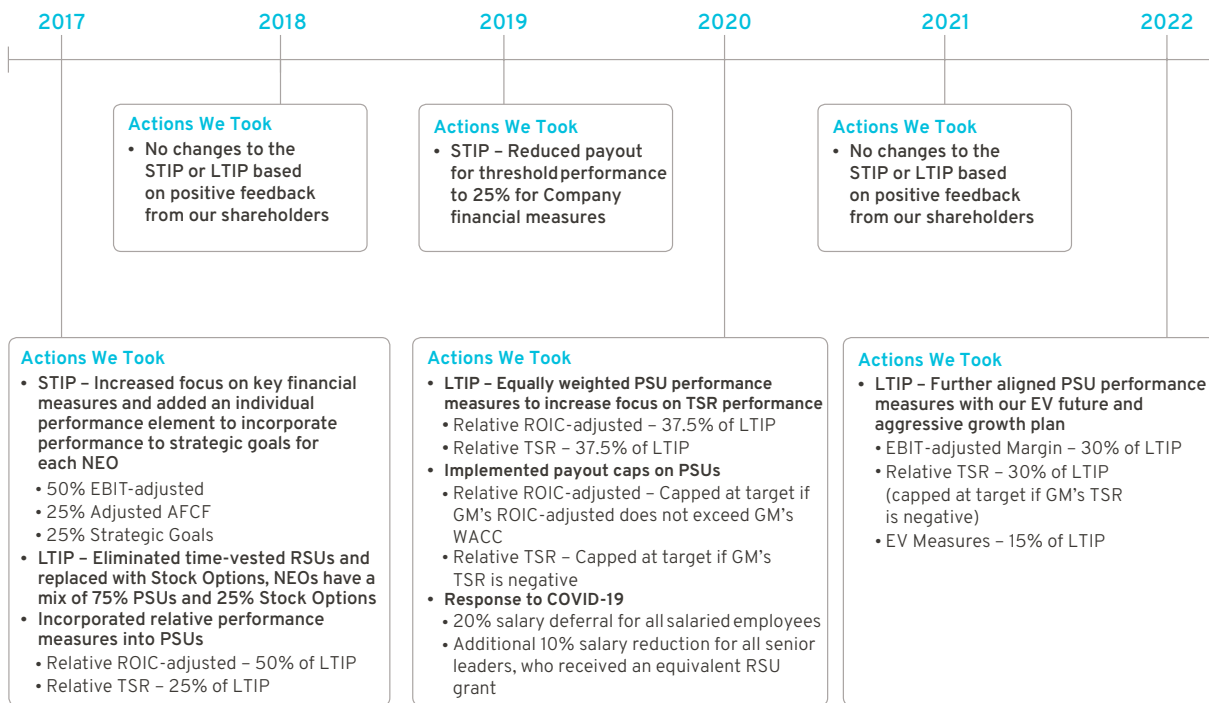 2017
2018
2019
2020
2021
2022
Actions We Took
• No changes to the
STIP or LTIP based
on positive feedback
from our shareholders
Actions We Took
• STIP – Reduced payout
for threshold performance
to 25% for Company
financial measures
Actions We Took
• No changes to the
STIP or LTIP based
on positive feedback
from our shareholders
Actions We Took
• STIP – Increased focus on key financial
measures and added an individual
performance element to incorporate
performance to strategic goals for
each NEO
• 50% EBIT-adjusted
• 25% Adjusted AFCF
• 25% Strategic Goals
• LTIP – Eliminated time-vested RSUs and
replaced with Stock Options, NEOs have a
mix of 75% PSUs and 25% Stock Options
• Incorporated relative performance
measures into PSUs
• Relative ROIC-adjusted – 50% of LTIP
• Relative TSR – 25% of LTIP
Actions We Took
• LTIP – Equally weighted PSU performance
measures to increase focus on TSR performance
• Relative ROIC-adjusted – 37.5% of LTIP
• Relative TSR – 37.5% of LTIP
• Implemented payout caps on PSUs
• Relative ROIC-adjusted – Capped at target if
GM's ROIC-adjusted does not exceed GM's
WACC
• Relative TSR – Capped at target if GM's
TSR is negative
• Response to COVID-19
• 20% salary deferral for all salaried employees
• Additional 10% salary reduction for all senior
leaders, who received an equivalent RSU
grant
Actions We Took
• LTIP – Further aligned PSU performance
measures with our EV future and
aggressive growth plan
• EBIT-adjusted Margin – 30% of LTIP
• Relative TSR – 30% of LTIP
(capped at target if GM's TSR
is negative)
• EV Measures – 15% of LTIP